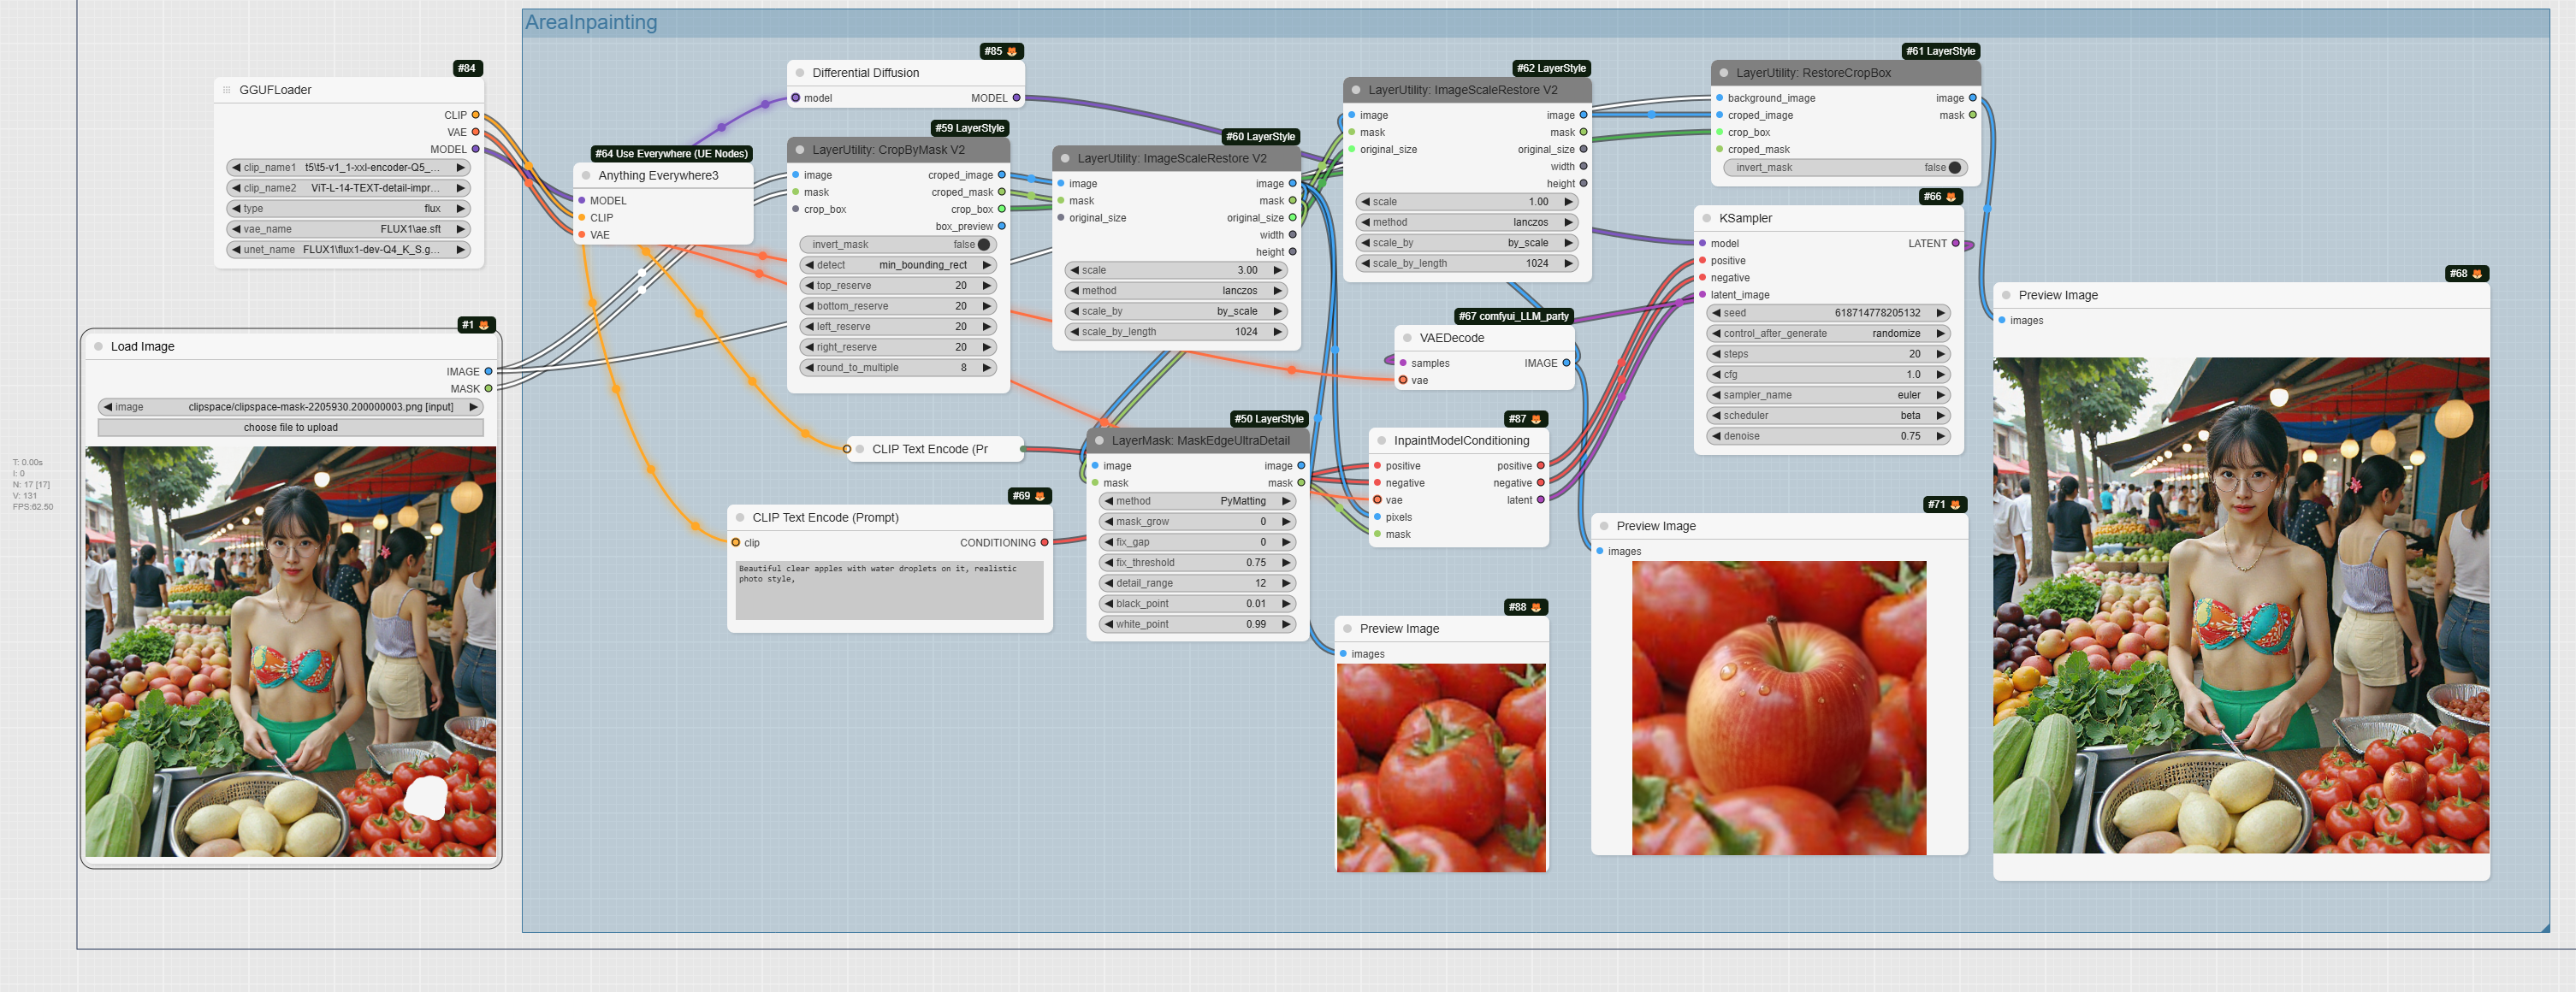 AreaInpainting
#84
GGUFLoader
CLIP
VAE
MODEL
clip_name1 t5\t5-v1_1-xxl-encoder-Q5_...
clip_name2 ViT-L-14-TEXT-detail-impr...
type flux
vae_name FLUX1\ae.sft
unet_name FLUX1\flux1-dev-Q4_K_S.g...
#1
Load Image
IMAGE
MASK
image clipspace/clipspace-mask-2205930.200000003.png [input]
choose file to upload
T: 0.00s
I: 0
N: 17 [17]
V: 131
FPS:62.50
#64 Use Everywhere (UE Nodes)
Anything Everywhere3
MODEL
CLIP
VAE
#85
Differential Diffusion
model MODEL
#59 LayerStyle
LayerUtility: CropByMask V2
image croped_image
mask croped_mask
crop_box crop_box
box_preview
invert_mask false
detect min_bounding_rect
top_reserve 20
bottom_reserve 20
left_reserve 20
right_reserve 20
round_to_multiple 8
CLIP Text Encode (Pr
#69
CLIP Text Encode (Prompt)
clip CONDITIONING
Beautiful clear apples with water droplets on it, realistic
photo style,
#60 LayerStyle
LayerUtility: ImageScaleRestore V2
image image
mask mask
original_size original_size
width
height
scale 3.00
method lanczos
scale_by by_scale
scale_by_length 1024
#50 LayerStyle
LayerMask: MaskEdgeUltraDetail
image image
mask mask
method PyMatting
mask_grow 0
fix_gap 0
fix_threshold 0.75
detail_range 12
black_point 0.01
white_point 0.99
#62 LayerStyle
LayerUtility: ImageScaleRestore V2
image image
mask mask
original_size original_size
width
height
scale 1.00
method lanczos
scale_by by_scale
scale_by_length 1024
#67 comfyui_LLM_party
VAEDecode
samples IMAGE
vae
#87
InpaintModelConditioning
positive positive
negative negative
vae latent
pixels
mask
#88
Preview Image
images
#61 LayerStyle
LayerUtility: RestoreCropBox
background_image image
croped_image mask
crop_box
croped_mask
invert_mask false
#66
KSampler
model LATENT
positive
negative
latent_image
seed 618714778205132
control_after_generate randomize
steps 20
cfg 1.0
sampler_name euler
scheduler beta
denoise 0.75
#71
Preview Image
images
#68
Preview Image
images